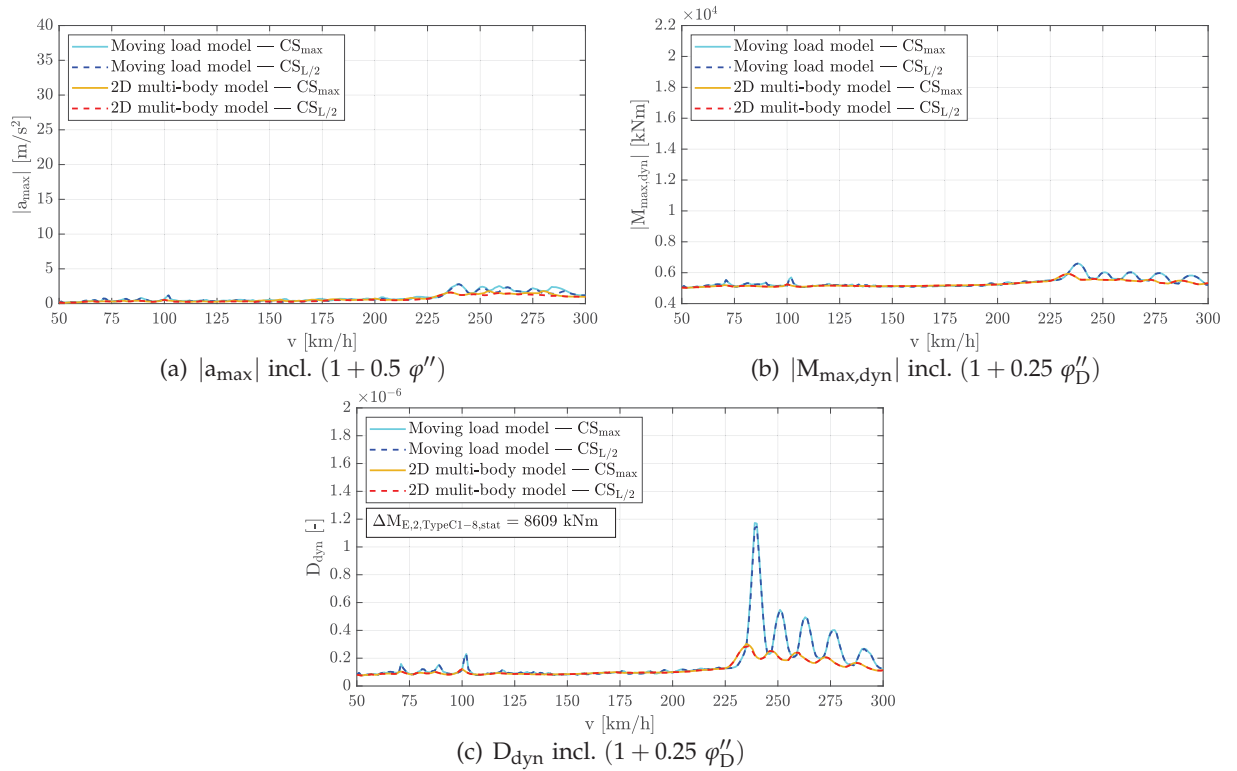 40
35
30
25
20
15
10
5
0
|a_max| [m/s²]
Moving load model — CS_max
Moving load model — CS_L/2
2D multi-body model — CS_max
2D mulit-body model — CS_L/2
50 75 100 125 150 175 200 225 250 275 300
v [km/h]
(a) |a_max| incl. (1 + 0.5 φ′′)
×10⁴
2.2
2
1.8
1.6
1.4
1.2
1
0.8
0.6
0.4
|M_max,dyn| [kNm]
Moving load model — CS_max
Moving load model — CS_L/2
2D multi-body model — CS_max
2D mulit-body model — CS_L/2
50 75 100 125 150 175 200 225 250 275 300
v [km/h]
(b) |M_max,dyn| incl. (1 + 0.25 φ′′_D)
×10⁻⁶
2
1.8
1.6
1.4
1.2
1
0.8
0.6
0.4
0.2
0
D_dyn [-]
Moving load model — CS_max
Moving load model — CS_L/2
2D multi-body model — CS_max
2D mulit-body model — CS_L/2
ΔM_E,2,TypeC1−8,stat = 8609 kNm
50 75 100 125 150 175 200 225 250 275 300
v [km/h]
(c) D_dyn incl. (1 + 0.25 φ′′_D)